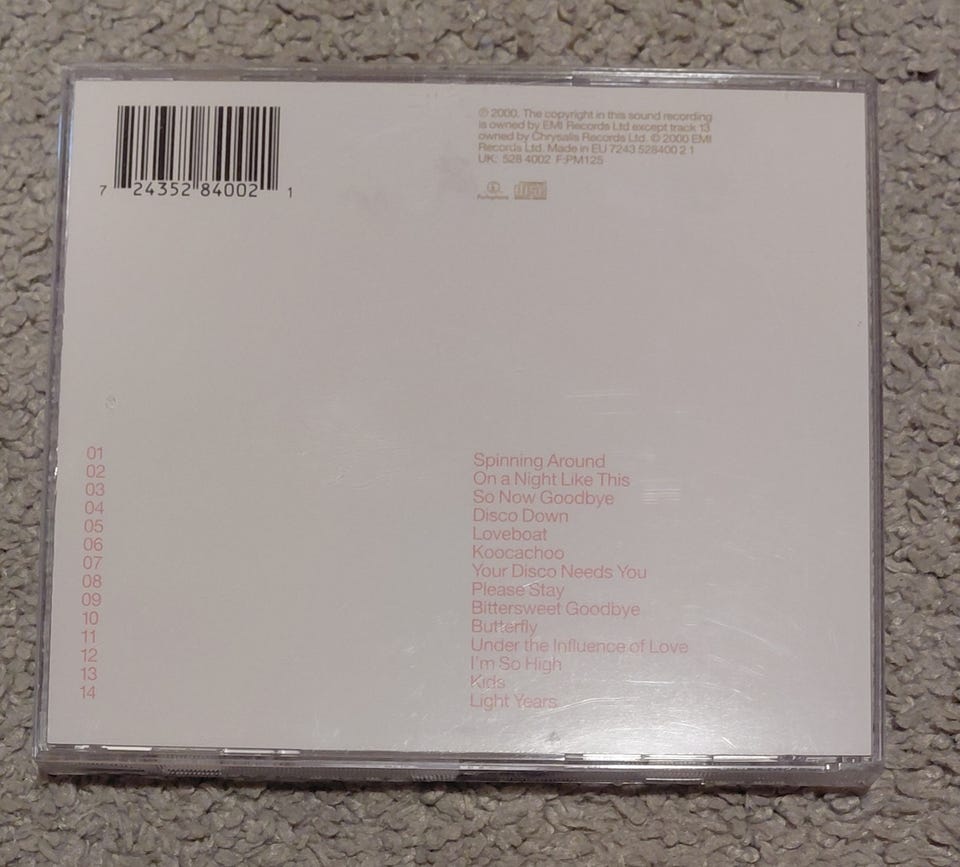 7 24352 84002 1
℗ 2000. The copyright in this sound recording
is owned by EMI Records Ltd except track 13
owned by Chrysalis Records Ltd. © 2000 EMI
Records Ltd. Made in EU 7243 528400 2 1
UK: 528 4002 F:PM125
Parlophone
01 Spinning Around
02 On a Night Like This
03 So Now Goodbye
04 Disco Down
05 Loveboat
06 Koocachoo
07 Your Disco Needs You
08 Please Stay
09 Bittersweet Goodbye
10 Butterfly
11 Under the Influence of Love
12 I'm So High
13 Kids
14 Light Years